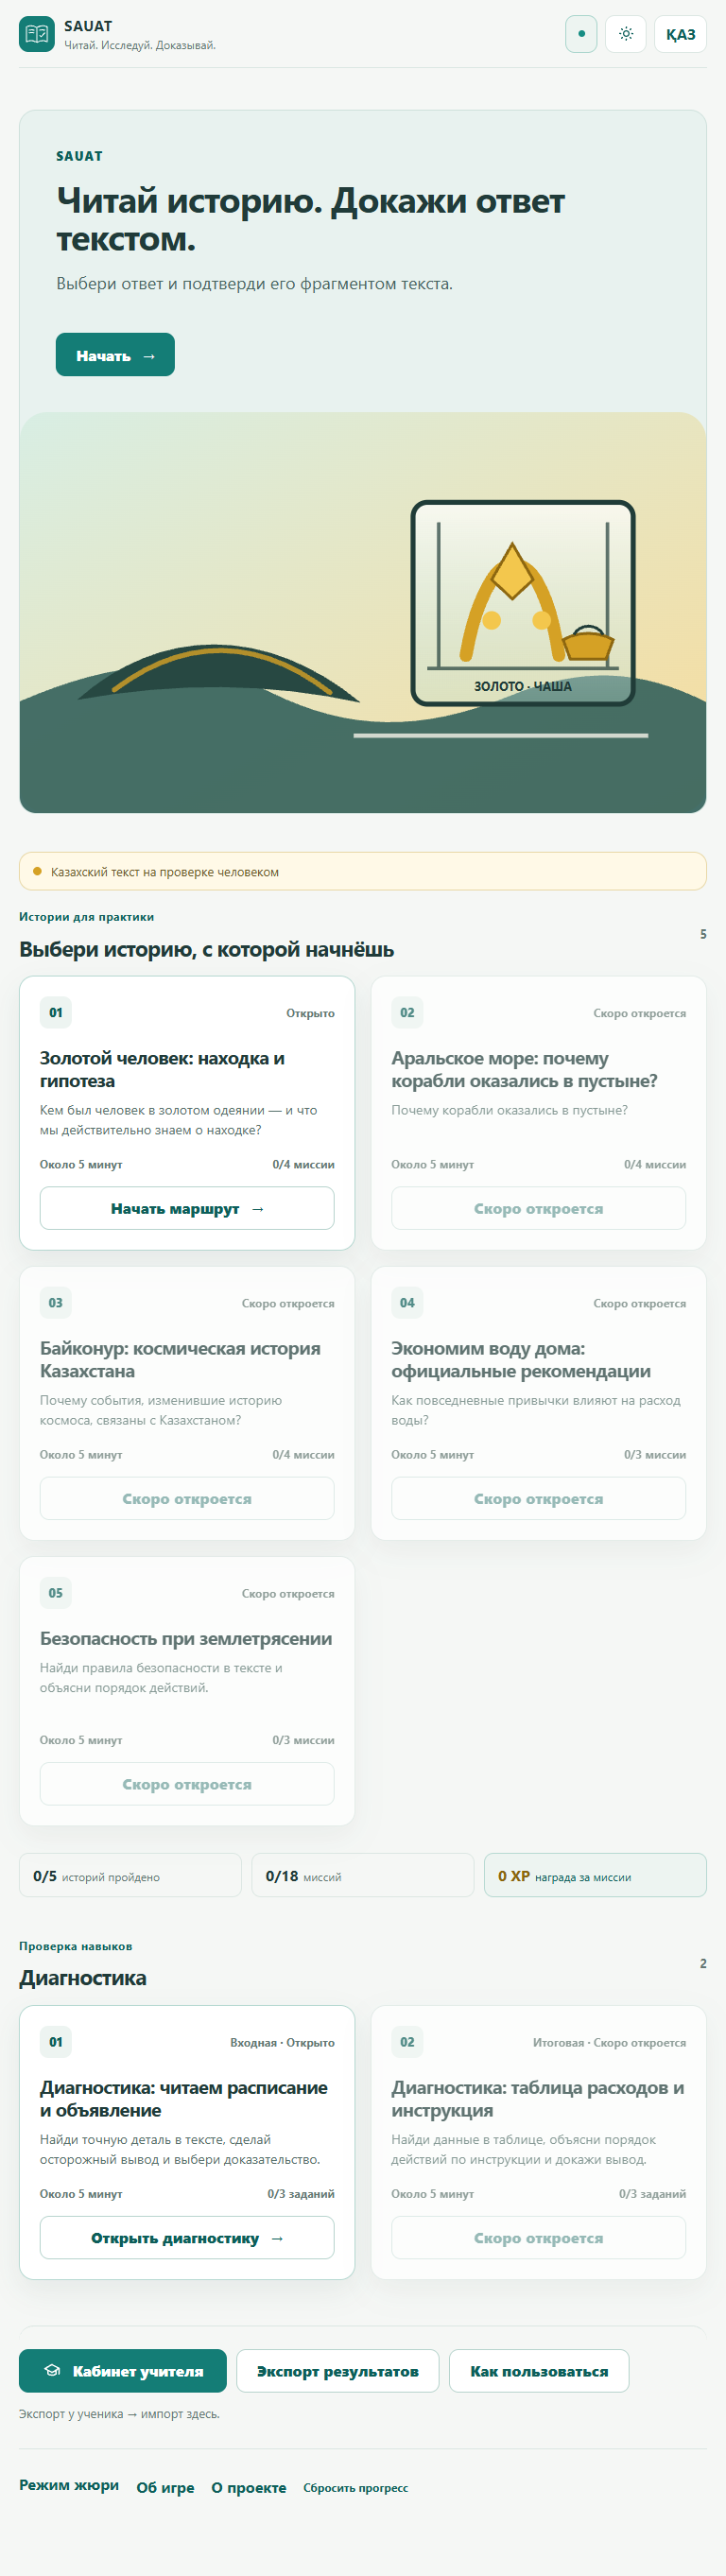 SAUAT
Читай. Исследуй. Доказывай.
ҚАЗ
SAUAT
Читай историю. Докажи ответ
текстом.
Выбери ответ и подтверди его фрагментом текста.
Начать →
ЗОЛОТО · ЧАША
Казахский текст на проверке человеком
Истории для практики
5
Выбери историю, с которой начнёшь
01 Открыто
Золотой человек: находка и
гипотеза
Кем был человек в золотом одеянии — и что
мы действительно знаем о находке?
Около 5 минут 0/4 миссии
Начать маршрут →
02 Скоро откроется
Аральское море: почему
корабли оказались в пустыне?
Почему корабли оказались в пустыне?
Около 5 минут 0/4 миссии
Скоро откроется
03 Скоро откроется
Байконур: космическая история
Казахстана
Почему события, изменившие историю
космоса, связаны с Казахстаном?
Около 5 минут 0/4 миссии
Скоро откроется
04 Скоро откроется
Экономим воду дома:
официальные рекомендации
Как повседневные привычки влияют на расход
воды?
Около 5 минут 0/3 миссии
Скоро откроется
05 Скоро откроется
Безопасность при землетрясении
Найди правила безопасности в тексте и
объясни порядок действий.
Около 5 минут 0/3 миссии
Скоро откроется
0/5 историй пройдено
0/18 миссий
0 XP награда за миссии
Проверка навыков
2
Диагностика
01 Входная · Открыто
Диагностика: читаем расписание
и объявление
Найди точную деталь в тексте, сделай
осторожный вывод и выбери доказательство.
Около 5 минут 0/3 заданий
Открыть диагностику →
02 Итоговая · Скоро откроется
Диагностика: таблица расходов и
инструкция
Найди данные в таблице, объясни порядок
действий по инструкции и докажи вывод.
Около 5 минут 0/3 заданий
Скоро откроется
Кабинет учителя
Экспорт результатов
Как пользоваться
Экспорт у ученика → импорт здесь.
Режим жюри Об игре О проекте Сбросить прогресс